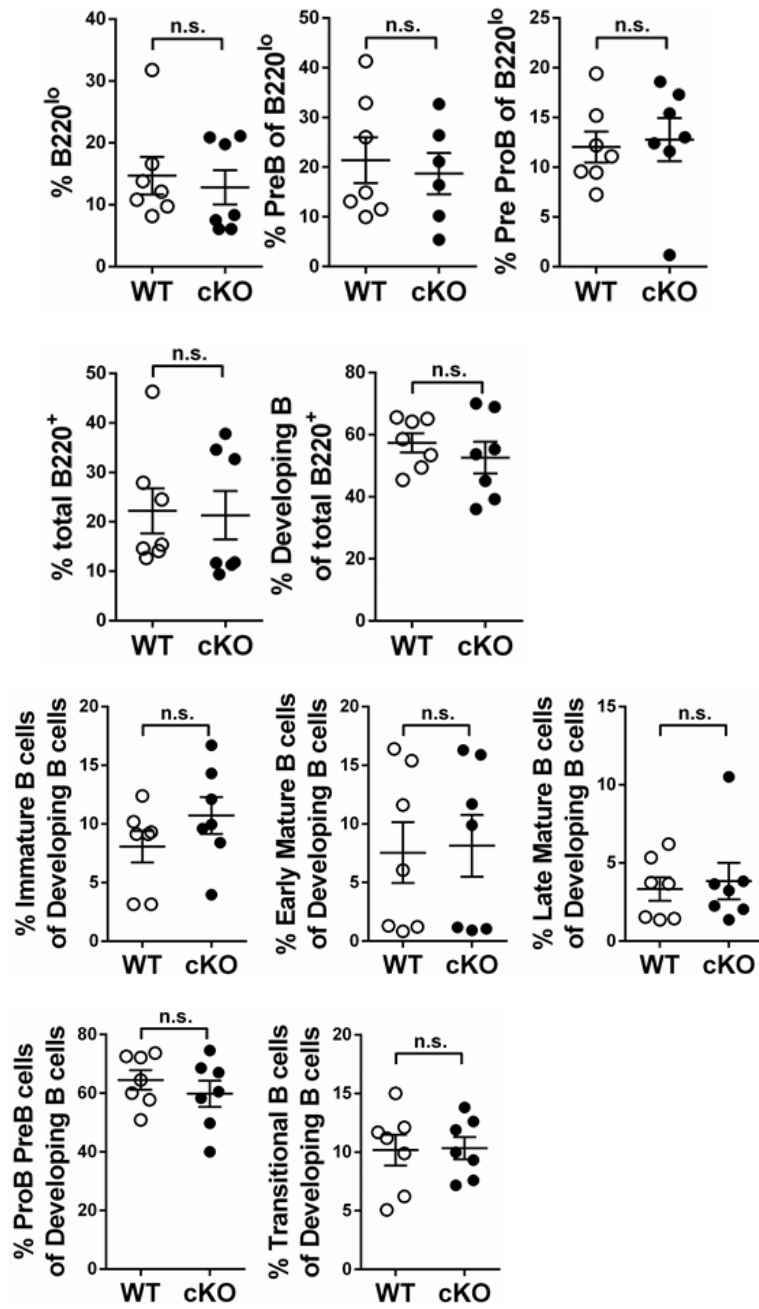 n.s.
40
30
20
10
0
% B220lo
WT
cKO
n.s.
50
40
30
20
10
0
% PreB of B220lo
WT
cKO
n.s.
25
20
15
10
5
0
% Pre ProB of B220lo
WT
cKO
n.s.
50
40
30
20
10
0
% total B220+
WT
cKO
n.s.
80
60
40
20
0
% Developing B
of total B220+
WT
cKO
n.s.
20
15
10
5
0
% Immature B cells
of Developing B cells
WT
cKO
n.s.
20
15
10
5
0
% Early Mature B cells
of Developing B cells
WT
cKO
n.s.
15
10
5
0
% Late Mature B cells
of Developing B cells
WT
cKO
n.s.
80
60
40
20
0
% ProB PreB cells
of Developing B cells
WT
cKO
n.s.
20
15
10
5
0
% Transitional B cells
of Developing B cells
WT
cKO